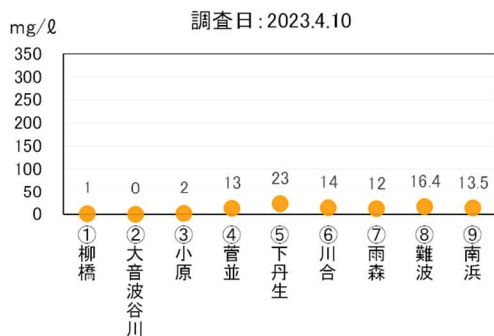 調査日：2023.4.10
mg/ℓ
350
300
250
200
150
100
50
0
1
0
2
13
23
14
12
16.4
13.5
①柳橋
②大音波谷川
③小原
④菅並
⑤下丹生
⑥川合
⑦雨森
⑧難波
⑨南浜